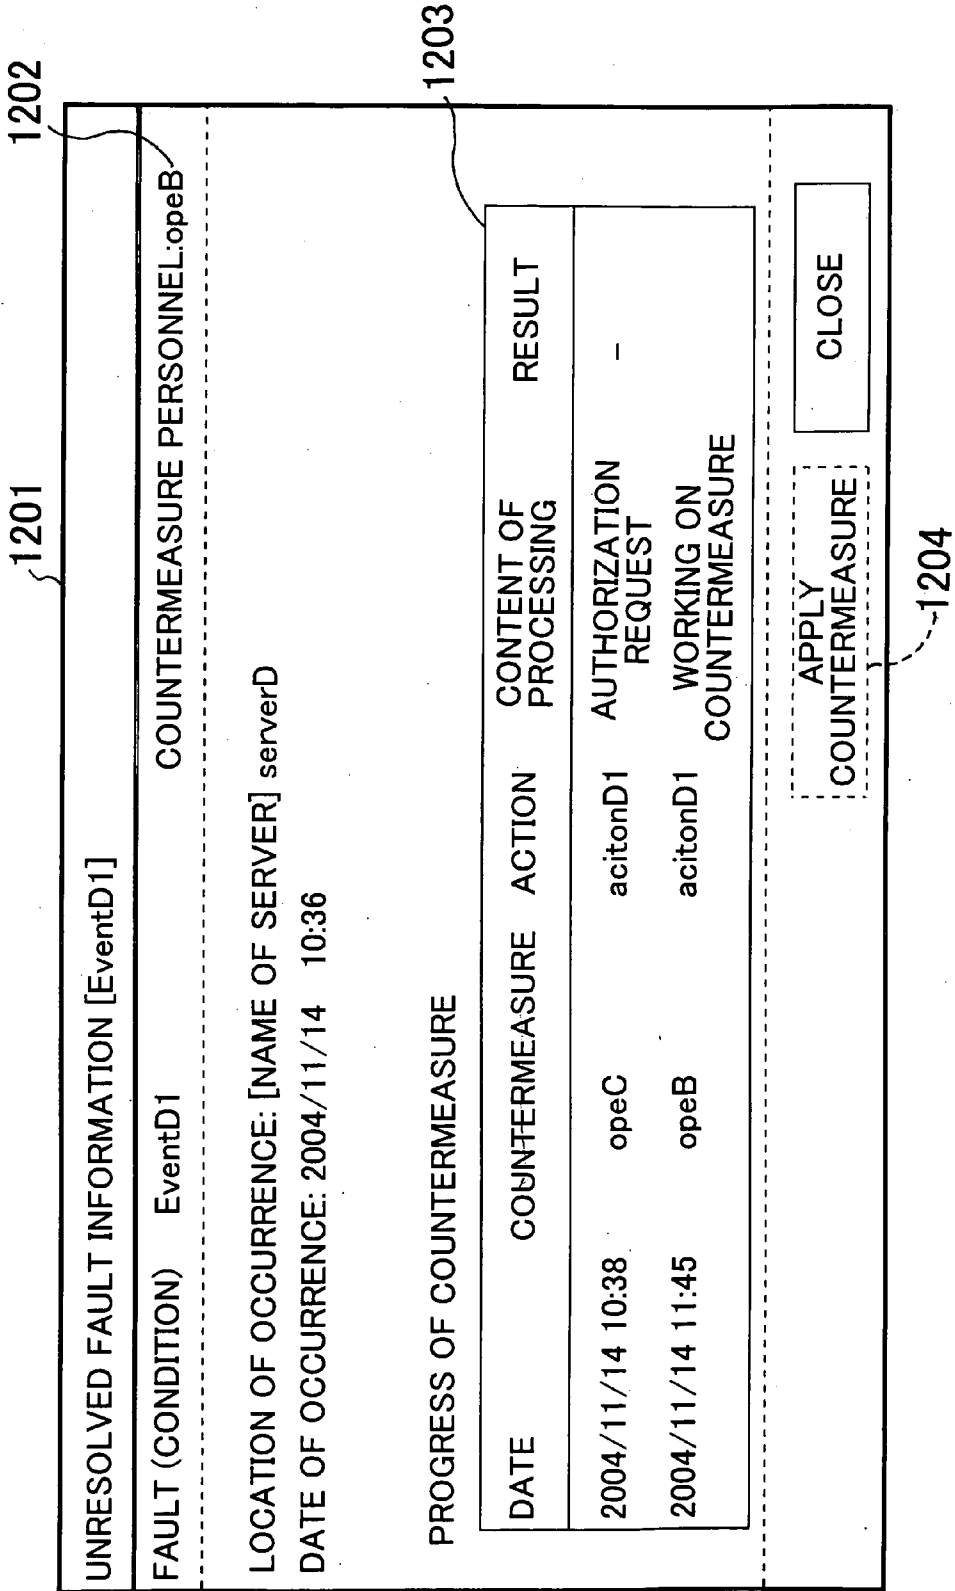 1201
1202
UNRESOLVED FAULT INFORMATION [EventD1]
FAULT (CONDITION) EventD1 COUNTERMEASURE PERSONNEL:opeB
LOCATION OF OCCURRENCE: [NAME OF SERVER] serverD
DATE OF OCCURRENCE: 2004/11/14 10:36
PROGRESS OF COUNTERMEASURE
1203
DATE COUNTERMEASURE ACTION CONTENT OF PROCESSING RESULT
2004/11/14 10:38 opeC acitonD1 AUTHORIZATION REQUEST –
2004/11/14 11:45 opeB acitonD1 WORKING ON COUNTERMEASURE
APPLY COUNTERMEASURE CLOSE
1204